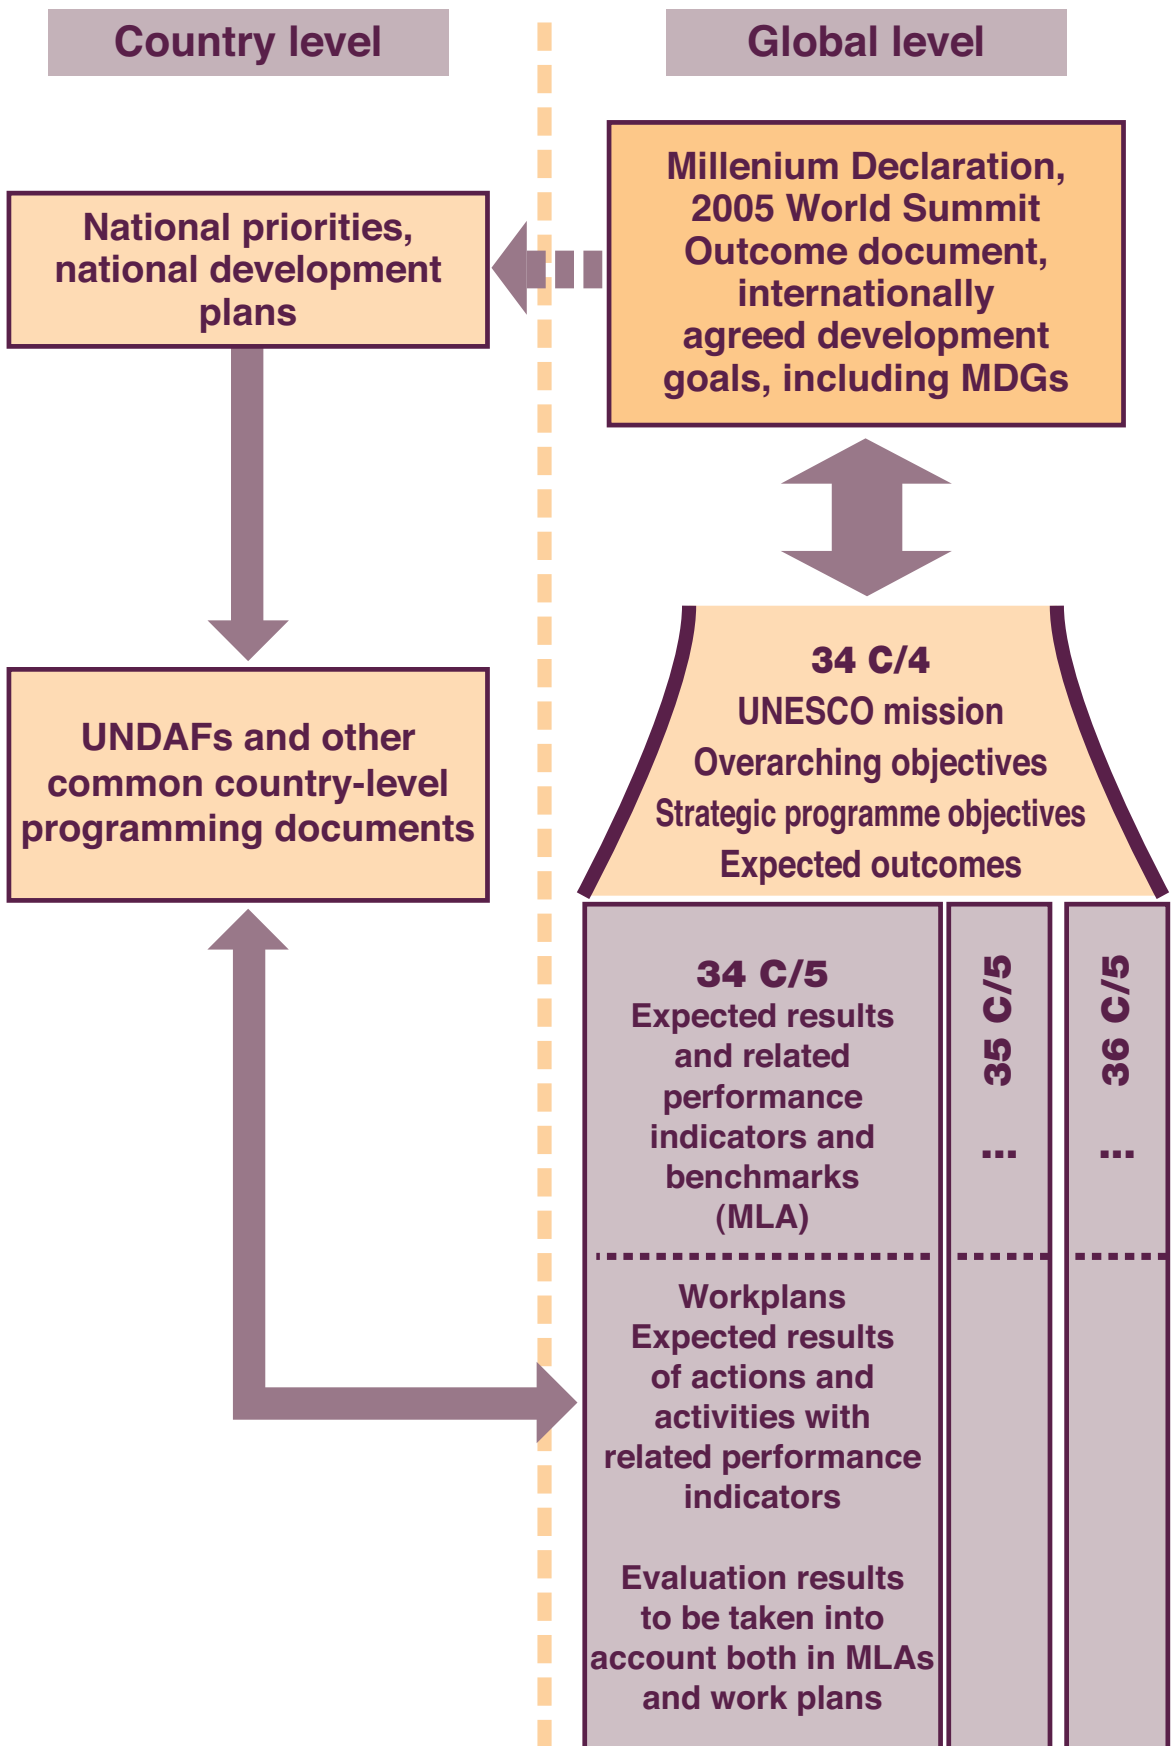 Country level
Global level
National priorities,
national development
plans
Millenium Declaration,
2005 World Summit
Outcome document,
internationally
agreed development
goals, including MDGs
UNDAFs and other
common country-level
programming documents
34 C/4
UNESCO mission
Overarching objectives
Strategic programme objectives
Expected outcomes
34 C/5
Expected results
and related
performance
indicators and
benchmarks
(MLA)
Workplans
Expected results
of actions and
activities with
related performance
indicators
Evaluation results
to be taken into
account both in MLAs
and work plans
35 C/5
...
36 C/5
...